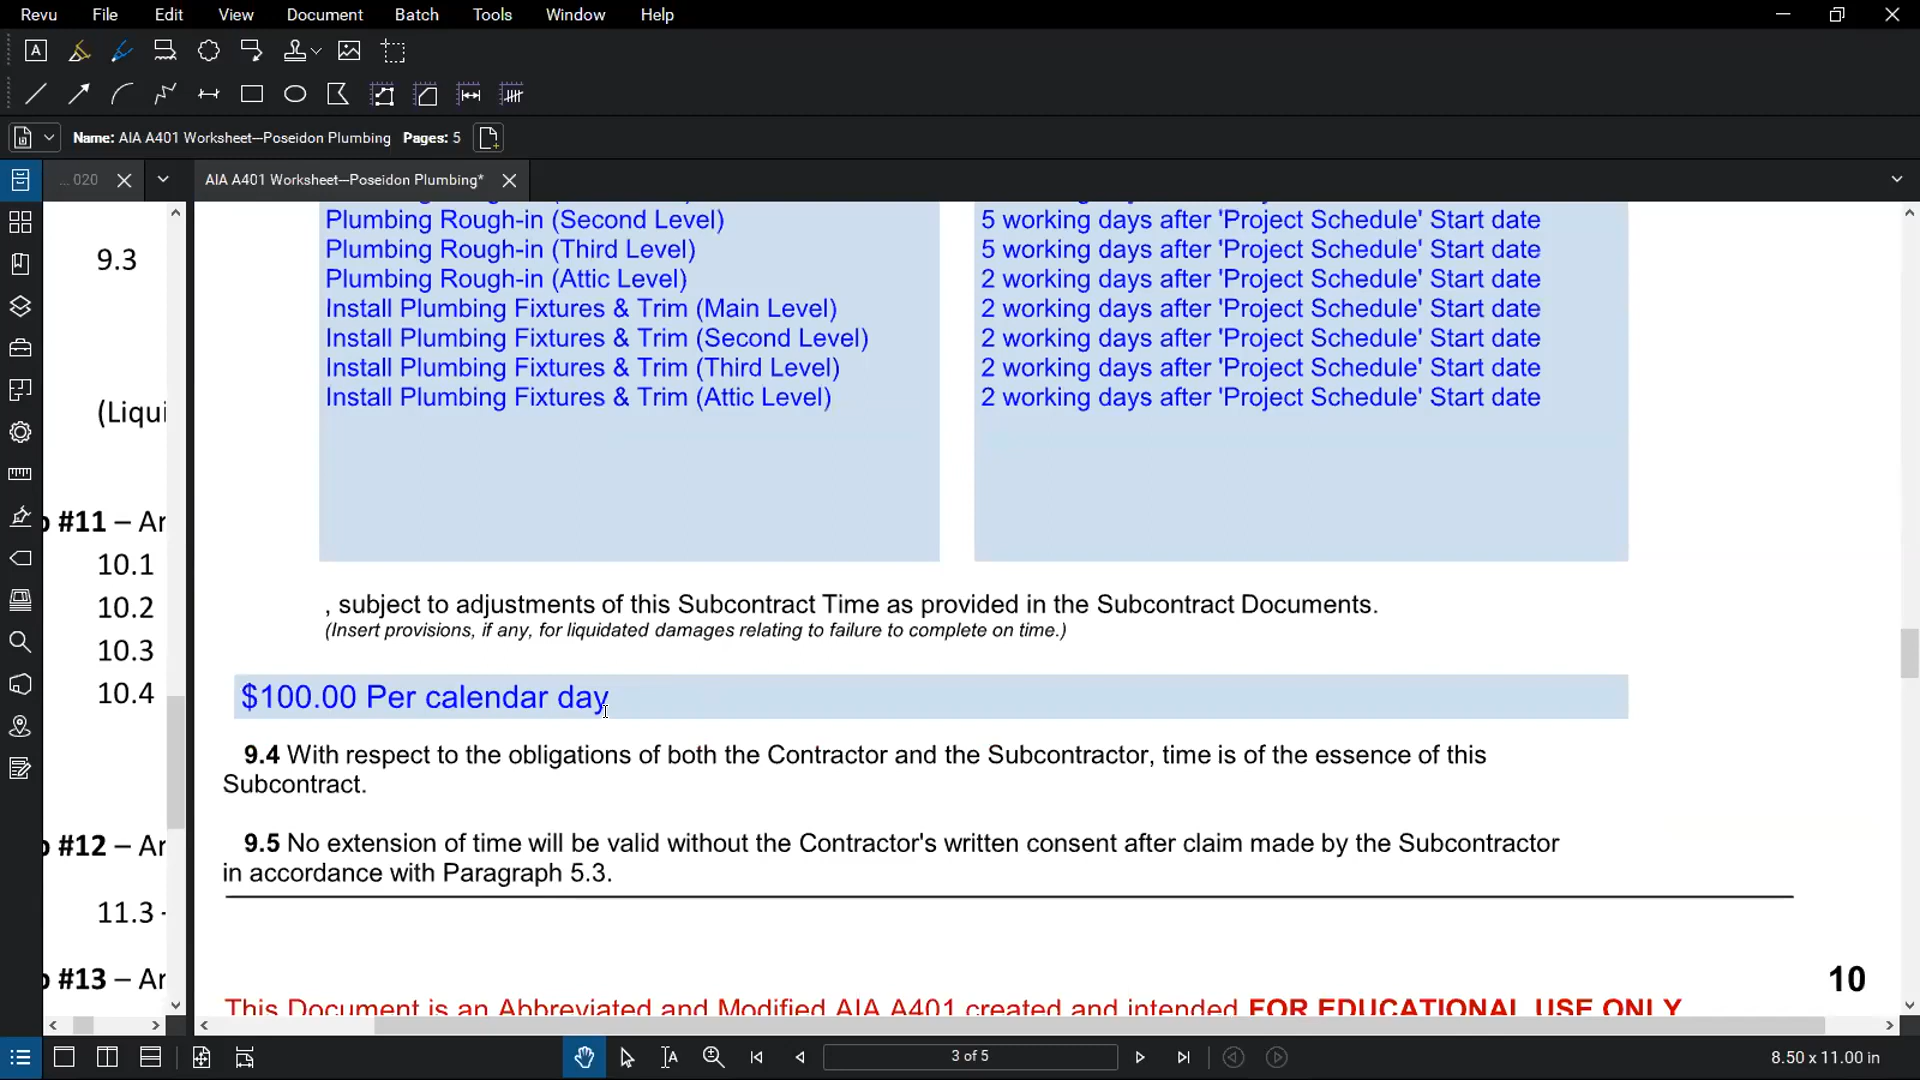 Revu File Edit View Document Batch Tools Window Help
Name: AIA A401 Worksheet—Poseidon Plumbing Pages: 5
... 020
AIA A401 Worksheet—Poseidon Plumbing*
9.3
(Liqui
#11 – Ar
10.1
10.2
10.3
10.4
#12 – Ar
11.3 -
#13 – Ar
Plumbing Rough-in (Second Level) 5 working days after 'Project Schedule' Start date
Plumbing Rough-in (Third Level) 5 working days after 'Project Schedule' Start date
Plumbing Rough-in (Attic Level) 2 working days after 'Project Schedule' Start date
Install Plumbing Fixtures & Trim (Main Level) 2 working days after 'Project Schedule' Start date
Install Plumbing Fixtures & Trim (Second Level) 2 working days after 'Project Schedule' Start date
Install Plumbing Fixtures & Trim (Third Level) 2 working days after 'Project Schedule' Start date
Install Plumbing Fixtures & Trim (Attic Level) 2 working days after 'Project Schedule' Start date
, subject to adjustments of this Subcontract Time as provided in the Subcontract Documents.
(Insert provisions, if any, for liquidated damages relating to failure to complete on time.)
$100.00 Per calendar day
9.4 With respect to the obligations of both the Contractor and the Subcontractor, time is of the essence of this
Subcontract.
9.5 No extension of time will be valid without the Contractor's written consent after claim made by the Subcontractor
in accordance with Paragraph 5.3.
10
This Document is an Abbreviated and Modified AIA A401 created and intended FOR EDUCATIONAL USE ONLY
3 of 5
8.50 x 11.00 in